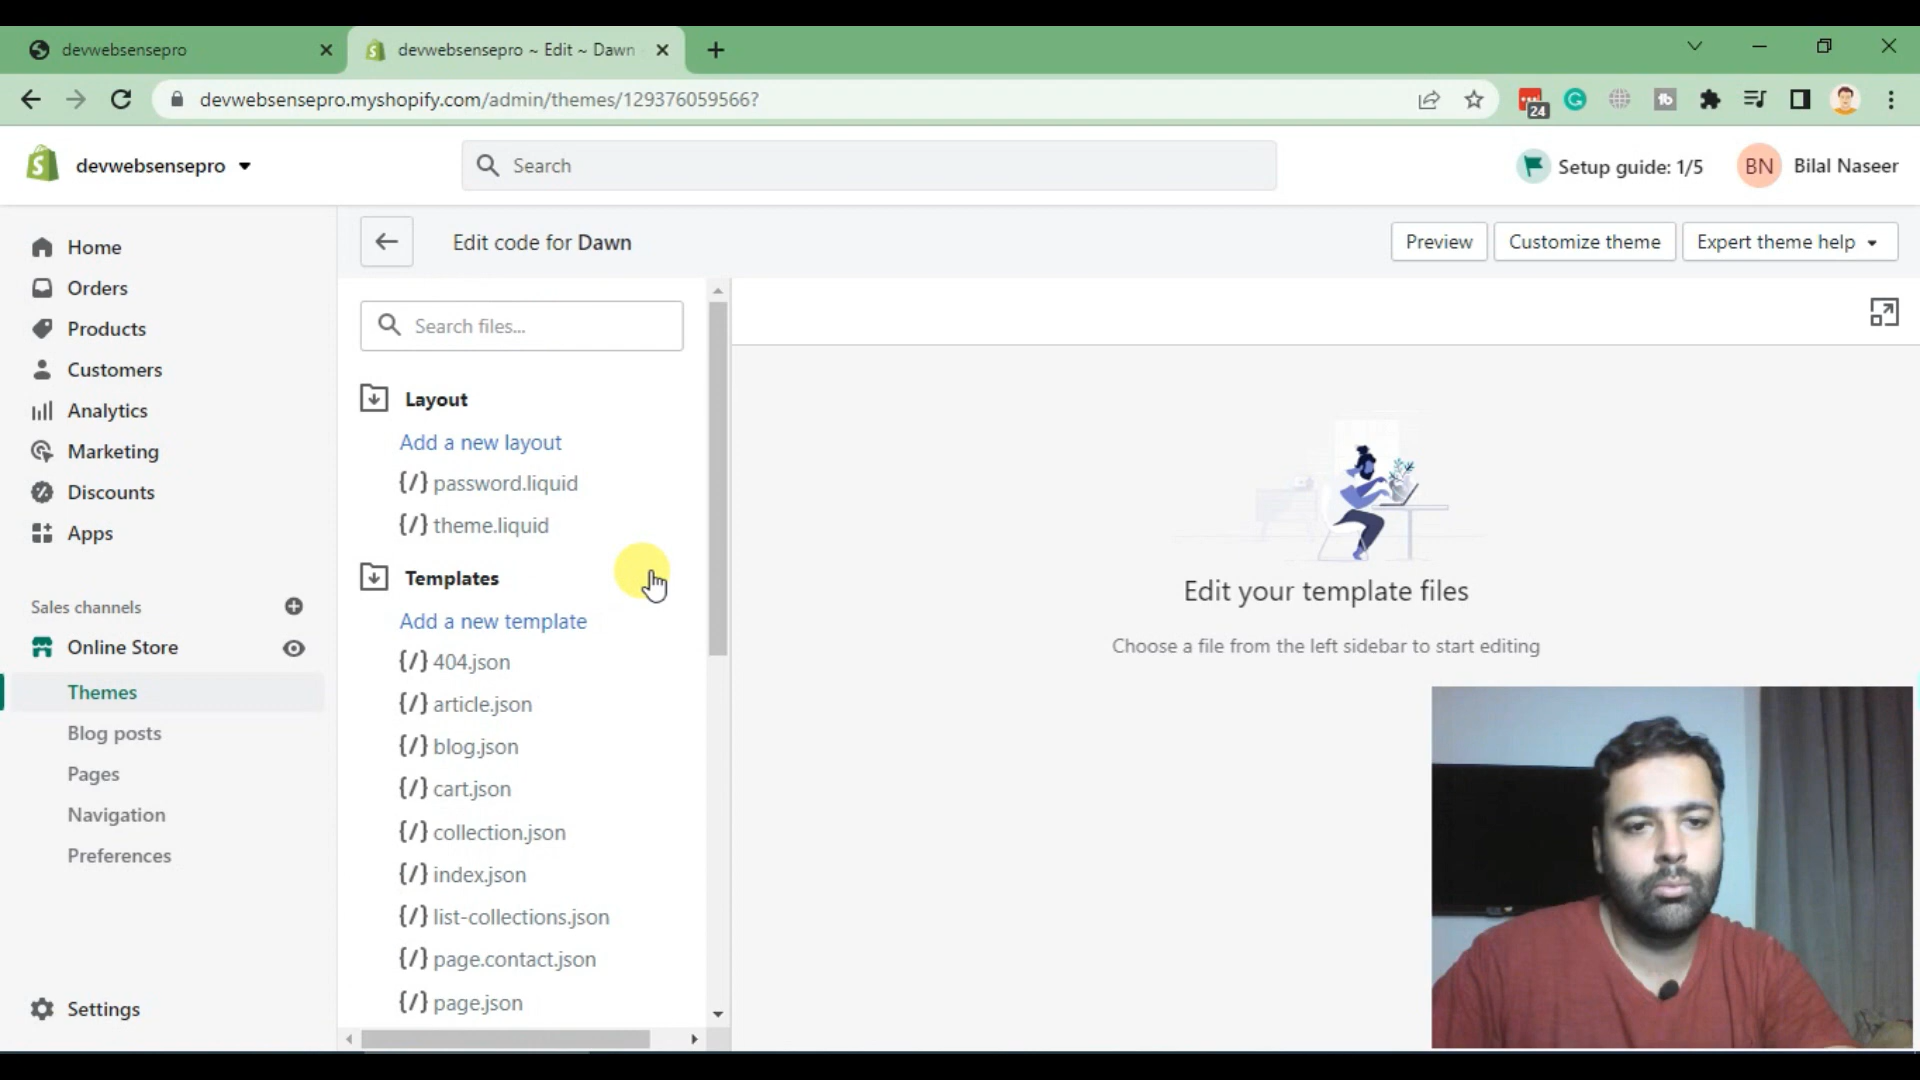 devwebsensepro
devwebsensepro ~ Edit ~ Dawn
devwebsensepro.myshopify.com/admin/themes/129376059566?
24
devwebsensepro
Search
Setup guide: 1/5
BN
Bilal Naseer
Home
Orders
Products
Customers
Analytics
Marketing
Discounts
Apps
Sales channels
Online Store
Themes
Blog posts
Pages
Navigation
Preferences
Settings
Edit code for Dawn
Preview
Customize theme
Expert theme help
Search files...
Layout
Add a new layout
{/} password.liquid
{/} theme.liquid
Templates
Add a new template
{/} 404.json
{/} article.json
{/} blog.json
{/} cart.json
{/} collection.json
{/} index.json
{/} list-collections.json
{/} page.contact.json
{/} page.json
Edit your template files
Choose a file from the left sidebar to start editing